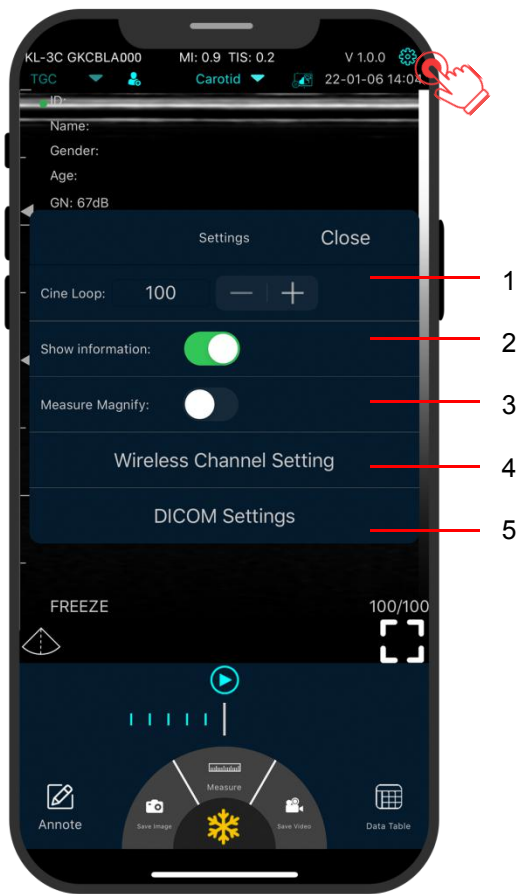 KL-3C GKCBLA000 MI: 0.9 TIS: 0.2 V 1.0.0
TGC Carotid 22-01-06 14:04
ID:
Name:
Gender:
Age:
GN: 67dB
Settings Close
Cine Loop: 100 — + 1
Show information: 2
Measure Magnify: 3
Wireless Channel Setting 4
DICOM Settings 5
FREEZE 100/100
Measure
Save Image Save Video
Annote Data Table